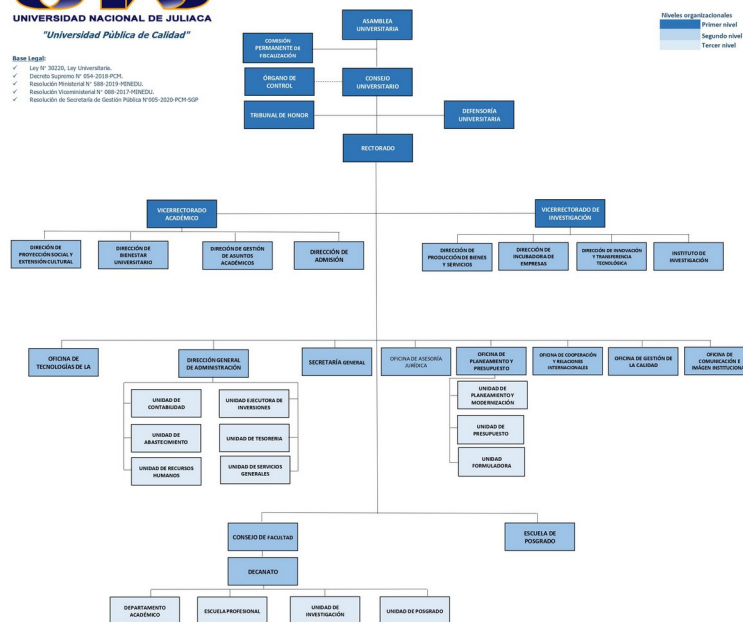 UNIVERSIDAD NACIONAL DE JULIACA
"Universidad Pública de Calidad"
Base Legal:
✓ Ley N° 30220, Ley Universitaria.
✓ Decreto Supremo N° 054-2018-PCM.
✓ Resolución Ministerial N° 588-2019-MINEDU.
✓ Resolución Viceministerial N° 088-2017-MINEDU.
✓ Resolución de Secretaría de Gestión Pública N°005-2020-PCM-SGP
Niveles organizacionales
Primer nivel
Segundo nivel
Tercer nivel
ASAMBLEA
UNIVERSITARIA
COMISIÓN
PERMANENTE DE
FISCALIZACIÓN
ÓRGANO DE
CONTROL
CONSEJO
UNIVERSITARIO
TRIBUNAL DE HONOR
DEFENSORÍA
UNIVERSITARIA
RECTORADO
VICERRECTORADO
ACADÉMICO
VICERRECTORADO DE
INVESTIGACIÓN
DIRECIÓN DE
PROYECCIÓN SOCIAL Y
EXTENSIÓN CULTURAL
DIRECCIÓN DE
BIENESTAR
UNIVERSITARIO
DIRECIÓN DE GESTIÓN
DE ASUNTOS
ACADÉMICOS
DIRECCIÓN DE
ADMISIÓN
DIRECCIÓN DE
PRODUCCIÓN DE BIENES
Y SERVICIOS
DIRECCIÓN DE
INCUBADORA DE
EMPRESAS
DIRECCIÓN DE INNOVACIÓN
Y TRANSFERENCIA
TECNOLÓGICA
INSTITUTO DE
INVESTIGACIÓN
OFICINA DE
TECNOLOGÍAS DE LA
DIRECCIÓN GENERAL
DE ADMINISTRACIÓN
SECRETARÍA GENERAL
OFICINA DE ASESORÍA
JURÍDICA
OFICINA DE
PLANEAMIENTO Y
PRESUPUESTO
OFICINA DE COOPERACIÓN
Y RELACIONES
INTERNACIONALES
OFICINA DE GESTIÓN DE
LA CALIDAD
OFICINA DE
COMUNICACIÓN E
IMÁGEN INSTITUCIONAL
UNIDAD DE
CONTABILIDAD
UNIDAD EJECUTORA DE
INVERSIONES
UNIDAD DE
ABASTECIMIENTO
UNIDAD DE TESORERIA
UNIDAD DE RECURSOS
HUMANOS
UNIDAD DE SERVICIOS
GENERALES
UNIDAD DE
PLANEAMIENTO Y
MODERNIZACIÓN
UNIDAD DE
PRESUPUESTO
UNIDAD
FORMULADORA
CONSEJO DE FACULTAD
ESCUELA DE
POSGRADO
DECANATO
DEPARTAMENTO
ACADÉMICO
ESCUELA PROFESIONAL
UNIDAD DE
INVESTIGACIÓN
UNIDAD DE POSGRADO